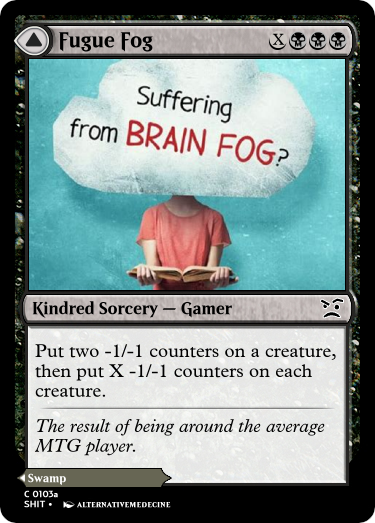 Fugue Fog X
Suffering
from BRAIN FOG?
Kindred Sorcery — Gamer
Put two -1/-1 counters on a creature,
then put X -1/-1 counters on each
creature.
The result of being around the average
MTG player.
Swamp
C 0103a
SHIT • ALTERNATIVEMEDECINE